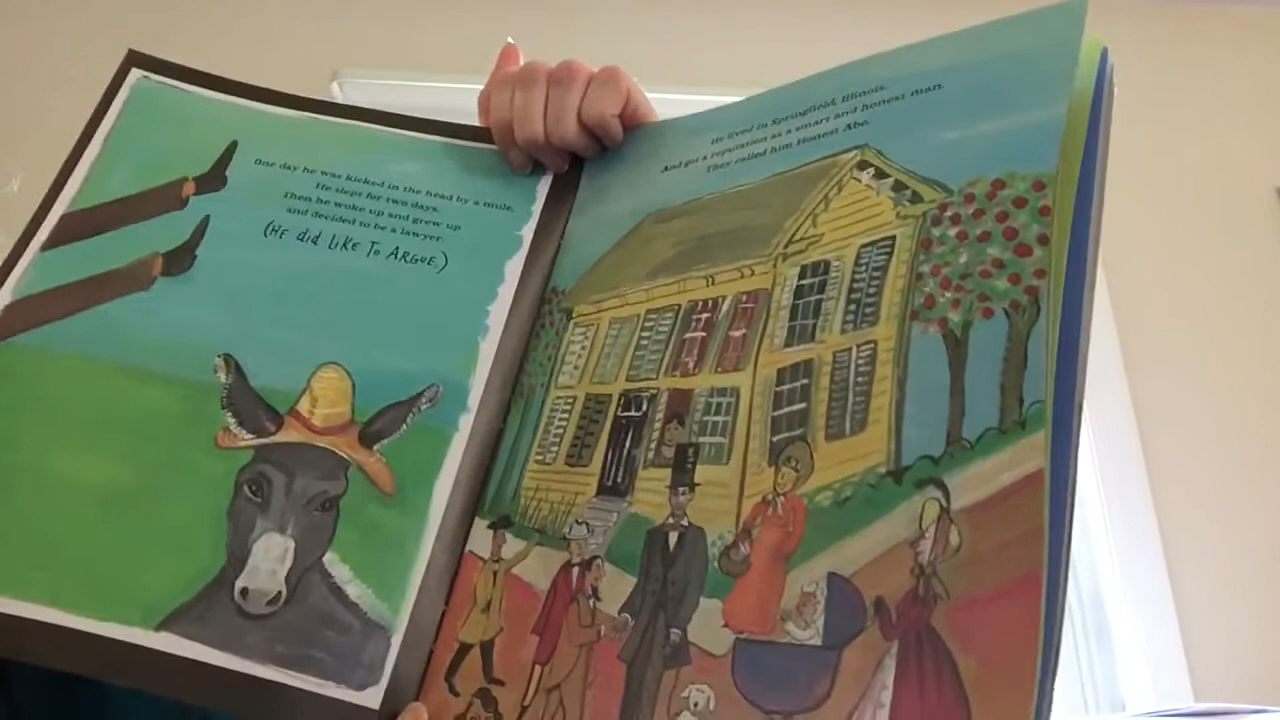 One day he was kicked in the head by a mule.
He slept for two days.
Then he woke up and grew up
and decided to be a lawyer.
(HE did LIKE To ARGUE.)
He lived in Springfield, Illinois.
And got a reputation as a smart and honest man.
They called him Honest Abe.